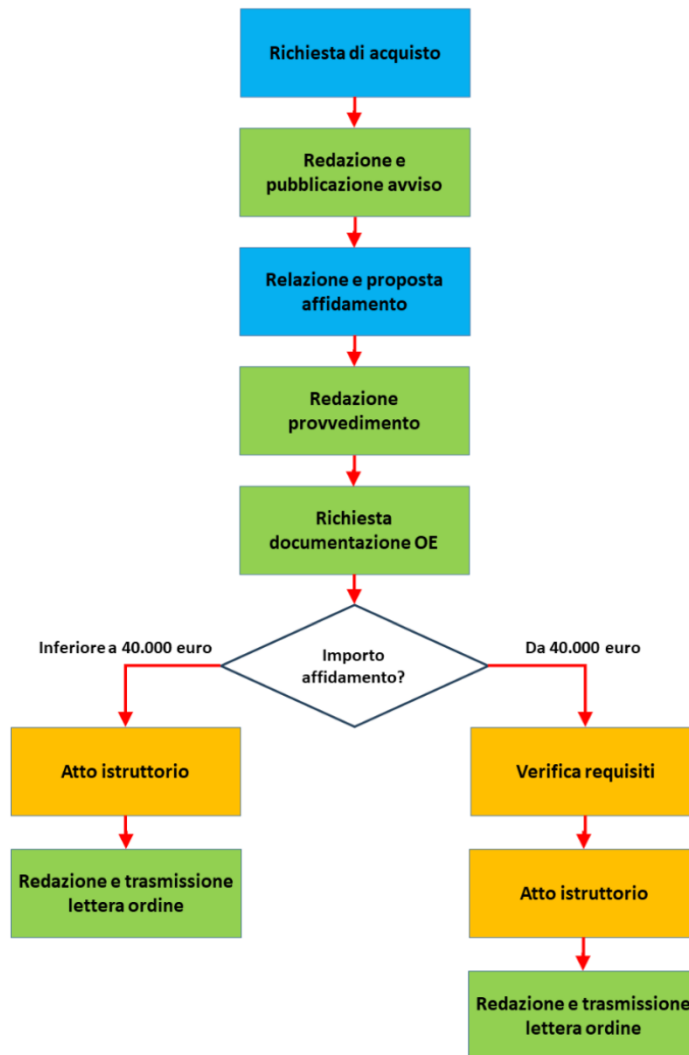 Richiesta di acquisto
Redazione e
pubblicazione avviso
Relazione e proposta
affidamento
Redazione
provvedimento
Richiesta
documentazione OE
Inferiore a 40.000 euro
Importo
affidamento?
Da 40.000 euro
Atto istruttorio
Verifica requisiti
Redazione e trasmissione
lettera ordine
Atto istruttorio
Redazione e trasmissione
lettera ordine